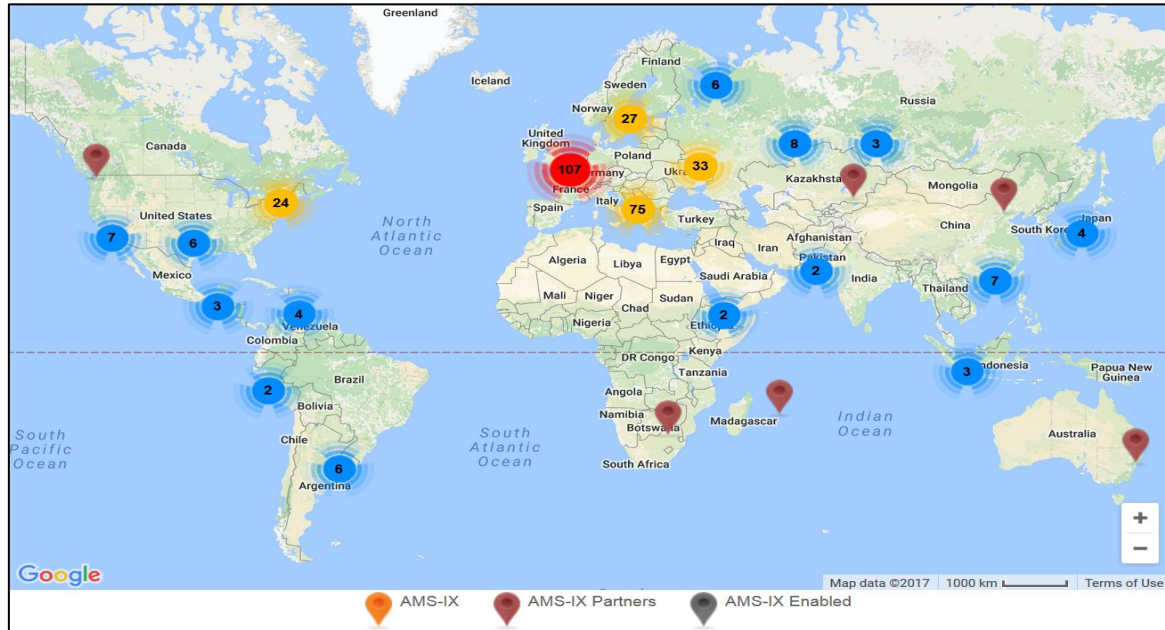 Greenland
Iceland
Finland
Sweden
Norway
Russia
6
27
United
Kingdom
Canada
8
3
Poland
107
33
Ukr
rmany
France
Kazakhsta
Mongolia
24
75
Italy
Spain
Turkey
United States
North
Atlantic
Ocean
China
South Kore
Japan
4
7
6
Iraq
Iran
Afghanistan
Pakistan
2
Algeria
Libya
Egypt
Saudi Arabia
India
7
Mexico
Thailand
Mali
Niger
Chad
Sudan
3
4
Venezuela
2
Ethiopia
Nigeria
Colombia
Kenya
DR Congo
Tanzania
3
ndonesia
Papua New
Guinea
2
Brazil
Angola
Bolivia
Namibia
Botswana
Madagascar
Indian
Ocean
South
Pacific
Ocean
Chile
South
Atlantic
Ocean
Australia
South Africa
6
Argentina
+
−
Google
Map data ©2017
1000 km
Terms of Use
AMS-IX
AMS-IX Partners
AMS-IX Enabled